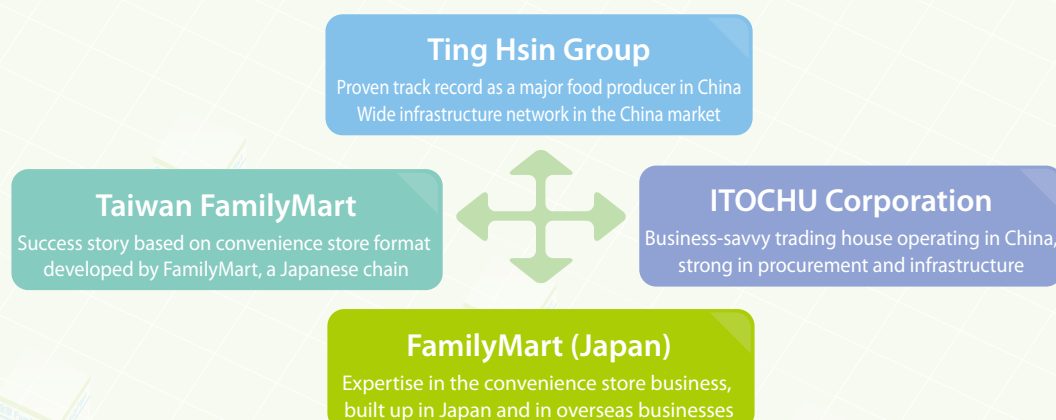 Ting Hsin Group
Proven track record as a major food producer in China
Wide infrastructure network in the China market
Taiwan FamilyMart
Success story based on convenience store format
developed by FamilyMart, a Japanese chain
ITOCHU Corporation
Business-savvy trading house operating in China,
strong in procurement and infrastructure
FamilyMart (Japan)
Expertise in the convenience store business,
built up in Japan and in overseas businesses